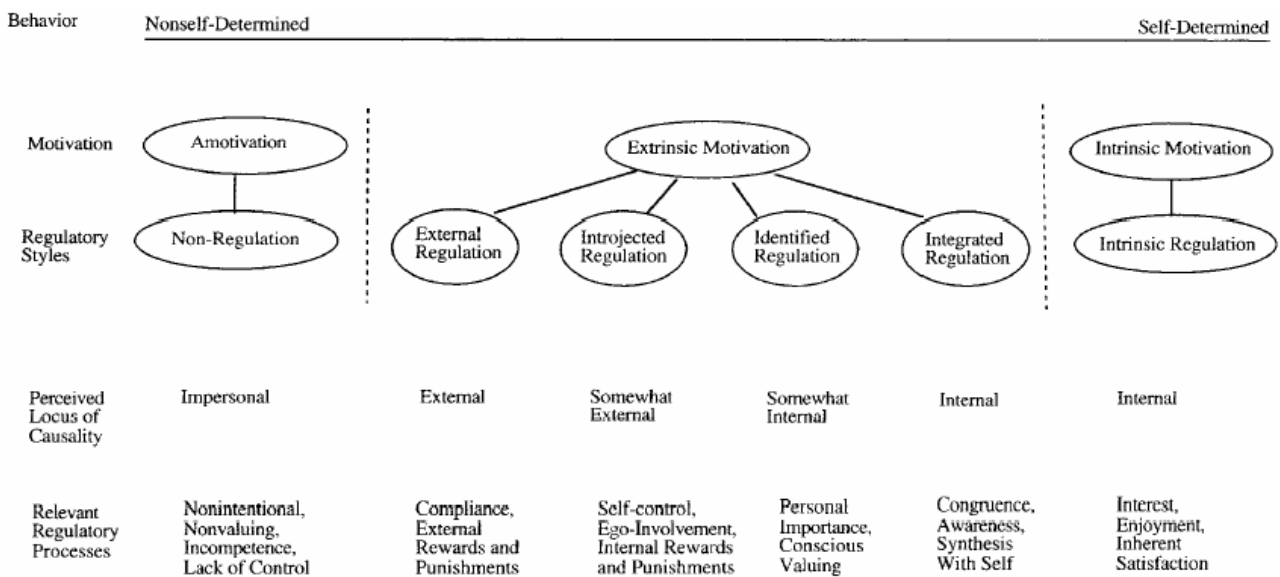 Behavior Nonself-Determined Self-Determined
Motivation Amotivation Extrinsic Motivation Intrinsic Motivation
Regulatory
Styles
Non-Regulation
External
Regulation
Introjected
Regulation
Identified
Regulation
Integrated
Regulation
Intrinsic Regulation
Perceived
Locus of
Causality
Impersonal
External
Somewhat
External
Somewhat
Internal
Internal
Internal
Relevant
Regulatory
Processes
Nonintentional,
Nonvaluing,
Incompetence,
Lack of Control
Compliance,
External
Rewards and
Punishments
Self-control,
Ego-Involvement,
Internal Rewards
and Punishments
Personal
Importance,
Conscious
Valuing
Congruence,
Awareness,
Synthesis
With Self
Interest,
Enjoyment,
Inherent
Satisfaction